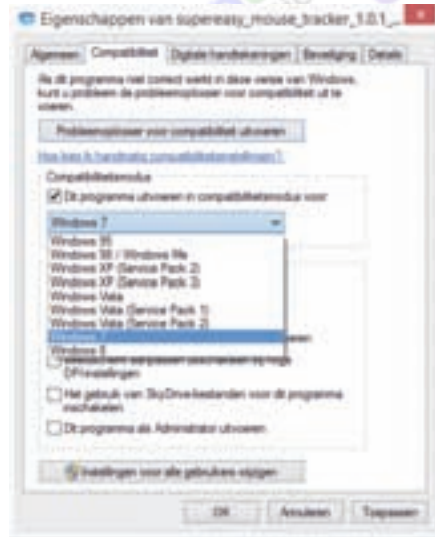 Eigenschappen van supereasy_mouse_tracker_1.0.1_...
Algemeen Compatibiliteit Digitale handtekeningen Beveiliging Details
Als dit programma niet correct werkt in deze versie van Windows,
kunt u proberen de probleemoplosser voor compatibiliteit uit te
voeren.
Probleemoplosser voor compatibiliteit uitvoeren
Hoe kies ik handmatig compatibiliteitsinstellingen?
Compatibiliteitsmodus
Dit programma uitvoeren in compatibiliteitsmodus voor
Windows 7
Windows 95
Windows 98 / Windows Me
Windows XP (Service Pack 2)
Windows XP (Service Pack 3)
Windows Vista
Windows Vista (Service Pack 1)
Windows Vista (Service Pack 2)
Windows 7
Windows 8
DPI-instellingen
Het gebruik van SkyDrive-bestanden voor dit programma
inschakelen
Dit programma als Administrator uitvoeren
Instellingen voor alle gebruikers wijzigen
OK Annuleren Toepassen